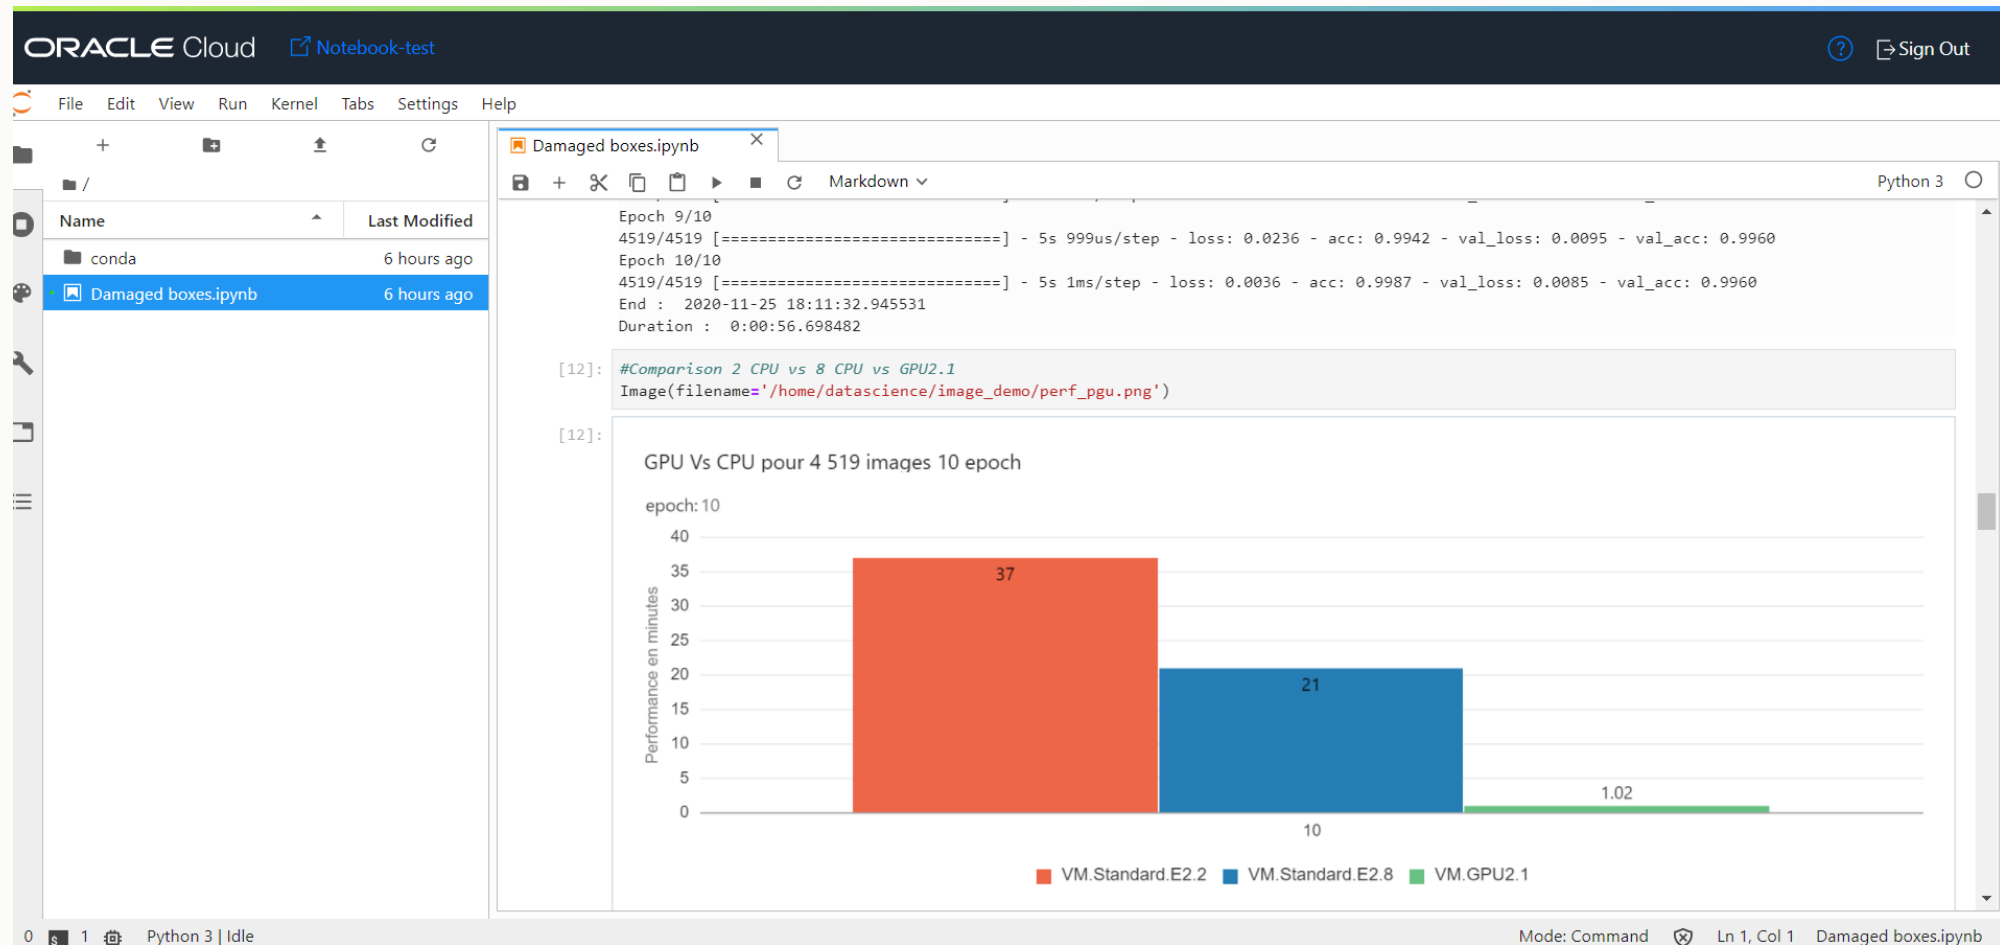 ORACLE Cloud Notebook-test Sign Out
File Edit View Run Kernel Tabs Settings Help
Damaged boxes.ipynb
/
Markdown Python 3
Name Last Modified
conda 6 hours ago
Damaged boxes.ipynb 6 hours ago
Epoch 9/10
4519/4519 [==============================] - 5s 999us/step - loss: 0.0236 - acc: 0.9942 - val_loss: 0.0095 - val_acc: 0.9960
Epoch 10/10
4519/4519 [==============================] - 5s 1ms/step - loss: 0.0036 - acc: 0.9987 - val_loss: 0.0085 - val_acc: 0.9960
End :  2020-11-25 18:11:32.945531
Duration :  0:00:56.698482
[12]: #Comparison 2 CPU vs 8 CPU vs GPU2.1
Image(filename='/home/datascience/image_demo/perf_pgu.png')
[12]:
GPU Vs CPU pour 4 519 images 10 epoch
epoch: 10
Performance en minutes
40
35
30
25
20
15
10
5
0
37
21
1.02
10
VM.Standard.E2.2 VM.Standard.E2.8 VM.GPU2.1
0 1 Python 3 | Idle Mode: Command Ln 1, Col 1 Damaged boxes.ipynb